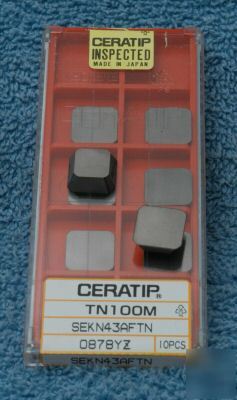 CERATIP
INSPECTED
MADE IN JAPAN
CERATIP®
TN100M
SEKN43AFTN
0878YZ 10PCS
SEKN43AFTN